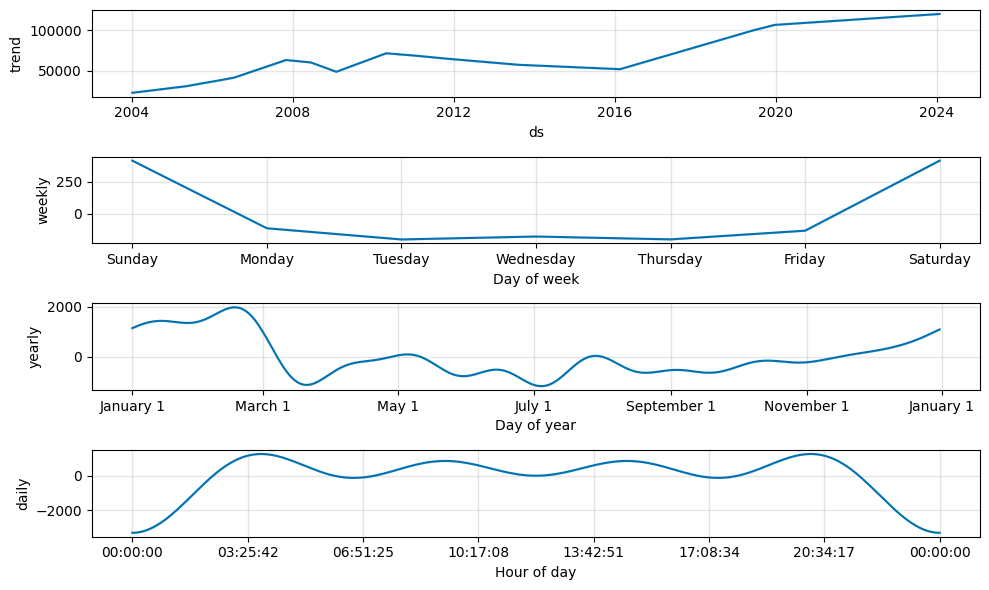 100000
50000
trend
2004 2008 2012 2016 2020 2024
ds
250
0
weekly
Sunday Monday Tuesday Wednesday Thursday Friday Saturday
Day of week
2000
0
yearly
January 1 March 1 May 1 July 1 September 1 November 1 January 1
Day of year
0
−2000
daily
00:00:00 03:25:42 06:51:25 10:17:08 13:42:51 17:08:34 20:34:17 00:00:00
Hour of day